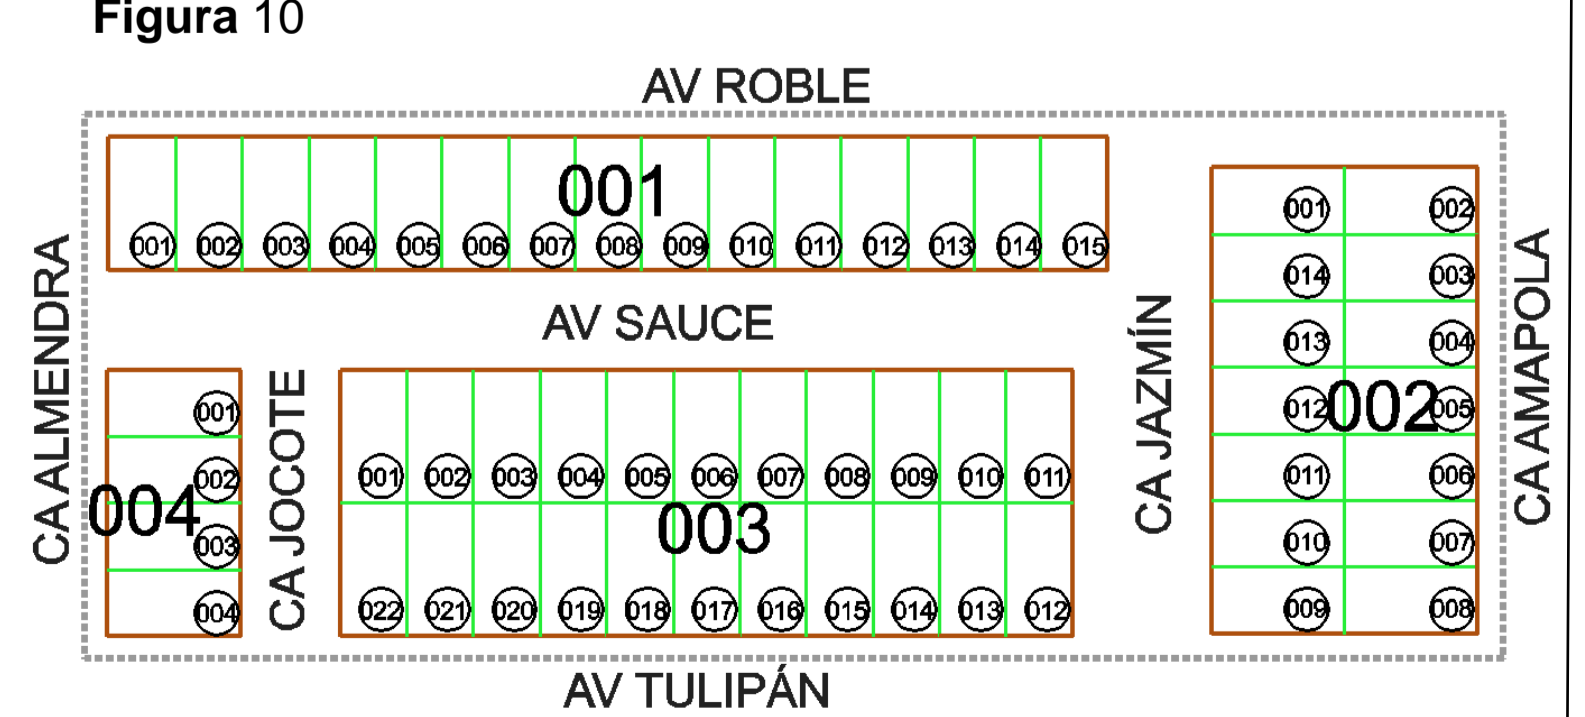 Figura 10
AV ROBLE
001
001 002 003 004 005 006 007 008 009 010 011 012 013 014 015
AV SAUCE
CA ALMENDRA
004
001
002
003
004
CA JOCOTE
003
001 002 003 004 005 006 007 008 009 010 011
022 021 020 019 018 017 016 015 014 013 012
CA JAZMÍN
002
001 002
014 003
013 004
012 005
011 006
010 007
009 008
CA AMAPOLA
AV TULIPÁN